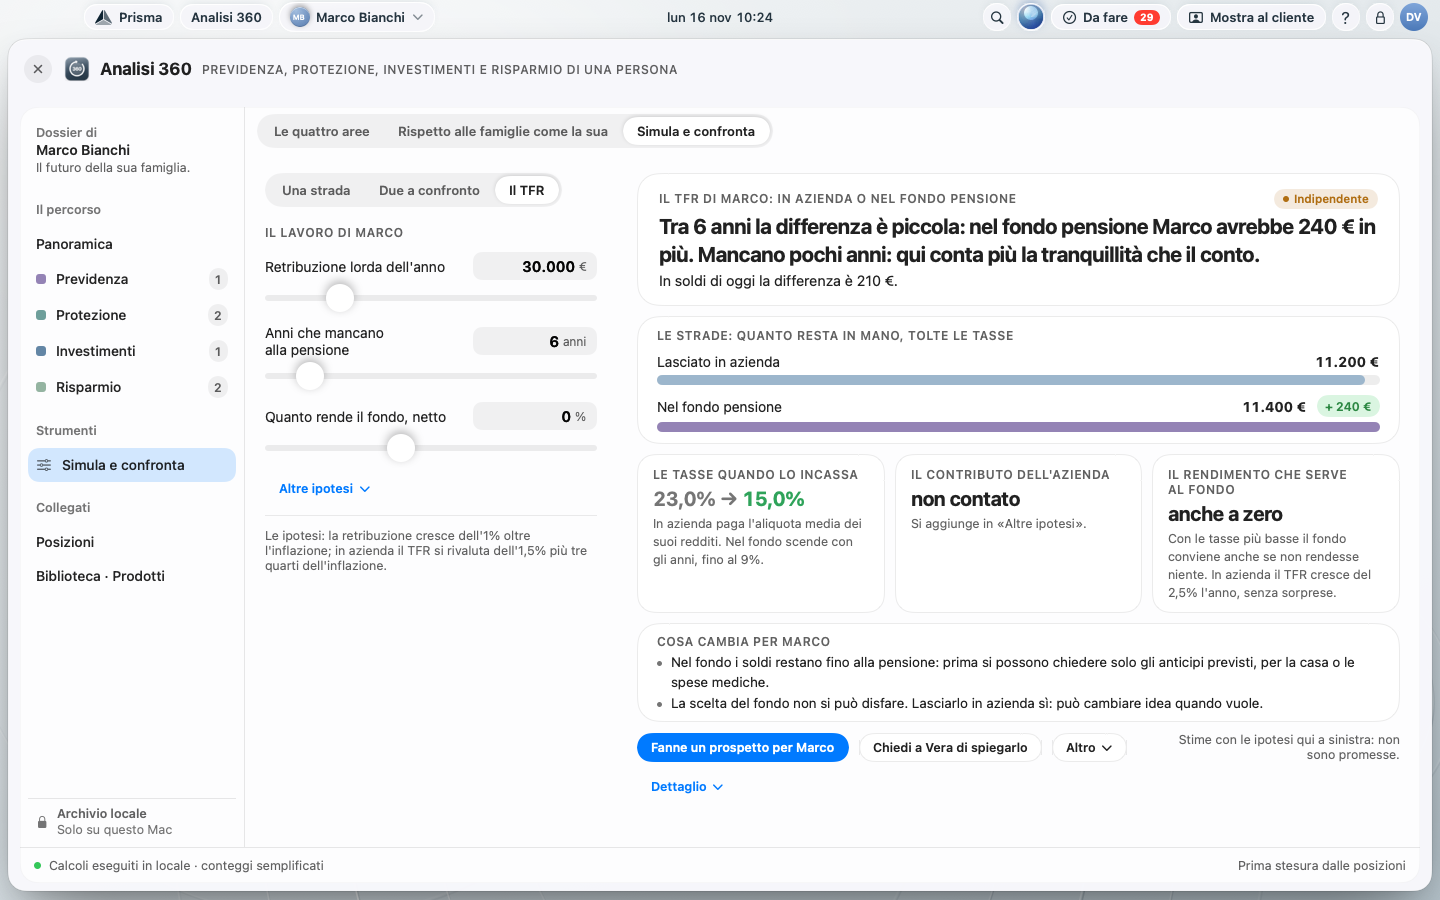 Prisma
Analisi 360
MB Marco Bianchi
lun 16 nov 10:24
Da fare 29
Mostra al cliente
?
DV
360
Analisi 360 PREVIDENZA, PROTEZIONE, INVESTIMENTI E RISPARMIO DI UNA PERSONA
Dossier di
Marco Bianchi
Il futuro della sua famiglia.
Il percorso
Panoramica
Previdenza 1
Protezione 2
Investimenti 1
Risparmio 2
Strumenti
Simula e confronta
Collegati
Posizioni
Biblioteca · Prodotti
Archivio locale
Solo su questo Mac
Le quattro aree
Rispetto alle famiglie come la sua
Simula e confronta
Una strada
Due a confronto
Il TFR
IL LAVORO DI MARCO
Retribuzione lorda dell'anno 30.000 €
Anni che mancano
alla pensione
6 anni
Quanto rende il fondo, netto 0 %
Altre ipotesi
Le ipotesi: la retribuzione cresce dell'1% oltre
l'inflazione; in azienda il TFR si rivaluta dell'1,5% più tre
quarti dell'inflazione.
IL TFR DI MARCO: IN AZIENDA O NEL FONDO PENSIONE
Indipendente
Tra 6 anni la differenza è piccola: nel fondo pensione Marco avrebbe 240 € in
più. Mancano pochi anni: qui conta più la tranquillità che il conto.
In soldi di oggi la differenza è 210 €.
LE STRADE: QUANTO RESTA IN MANO, TOLTE LE TASSE
Lasciato in azienda 11.200 €
Nel fondo pensione 11.400 € + 240 €
LE TASSE QUANDO LO INCASSA
23,0% → 15,0%
In azienda paga l'aliquota media dei
suoi redditi. Nel fondo scende con
gli anni, fino al 9%.
IL CONTRIBUTO DELL'AZIENDA
non contato
Si aggiunge in «Altre ipotesi».
IL RENDIMENTO CHE SERVE
AL FONDO
anche a zero
Con le tasse più basse il fondo
conviene anche se non rendesse
niente. In azienda il TFR cresce del
2,5% l'anno, senza sorprese.
COSA CAMBIA PER MARCO
• Nel fondo i soldi restano fino alla pensione: prima si possono chiedere solo gli anticipi previsti, per la casa o le
spese mediche.
• La scelta del fondo non si può disfare. Lasciarlo in azienda sì: può cambiare idea quando vuole.
Fanne un prospetto per Marco
Chiedi a Vera di spiegarlo
Altro
Stime con le ipotesi qui a sinistra: non
sono promesse.
Dettaglio
Calcoli eseguiti in locale · conteggi semplificati
Prima stesura dalle posizioni